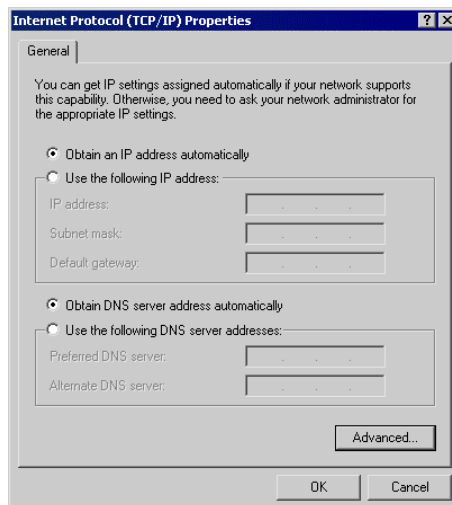 Internet Protocol (TCP/IP) Properties
General
You can get IP settings assigned automatically if your network supports
this capability. Otherwise, you need to ask your network administrator for
the appropriate IP settings.
Obtain an IP address automatically
Use the following IP address:
IP address:
Subnet mask:
Default gateway:
Obtain DNS server address automatically
Use the following DNS server addresses:
Preferred DNS server:
Alternate DNS server:
Advanced...
OK
Cancel